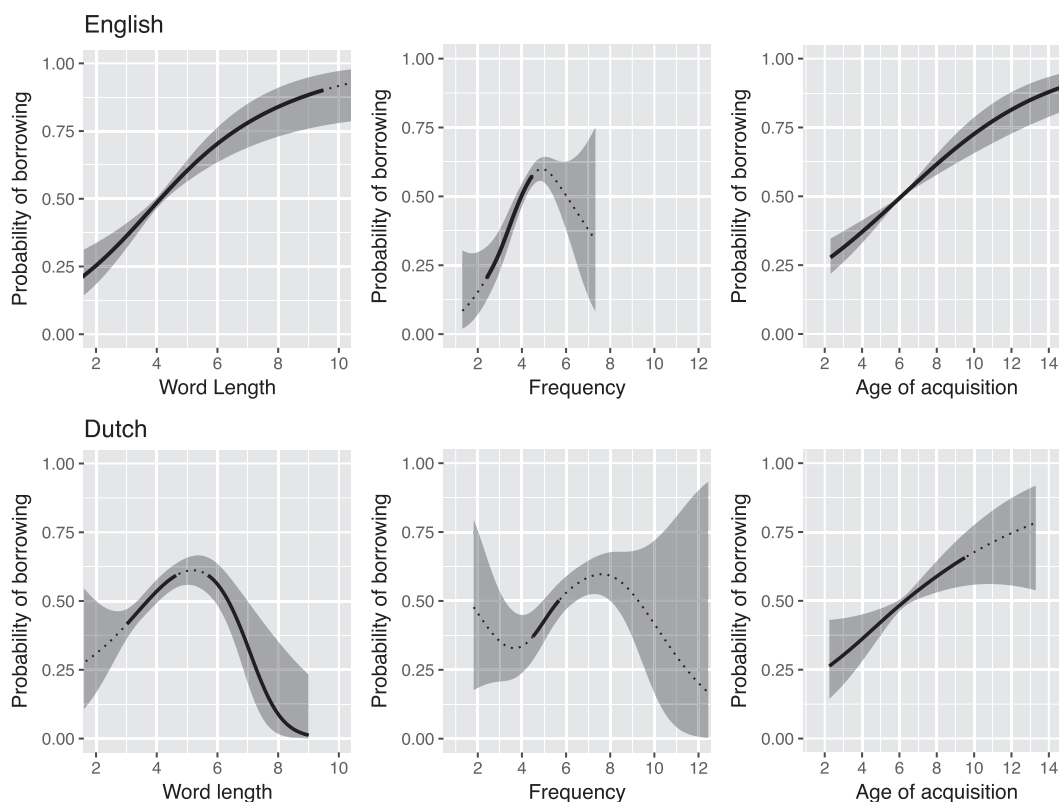 English
Probability of borrowing
1.00
0.75
0.50
0.25
0.00
2 4 6 8 10
Word Length
Probability of borrowing
1.00
0.75
0.50
0.25
0.00
2 4 6 8 10 12
Frequency
Probability of borrowing
1.00
0.75
0.50
0.25
0.00
2 4 6 8 10 12 14
Age of acquisition
Dutch
Probability of borrowing
1.00
0.75
0.50
0.25
0.00
2 4 6 8 10
Word length
Probability of borrowing
1.00
0.75
0.50
0.25
0.00
2 4 6 8 10 12
Frequency
Probability of borrowing
1.00
0.75
0.50
0.25
0.00
2 4 6 8 10 12 14
Age of acquisition